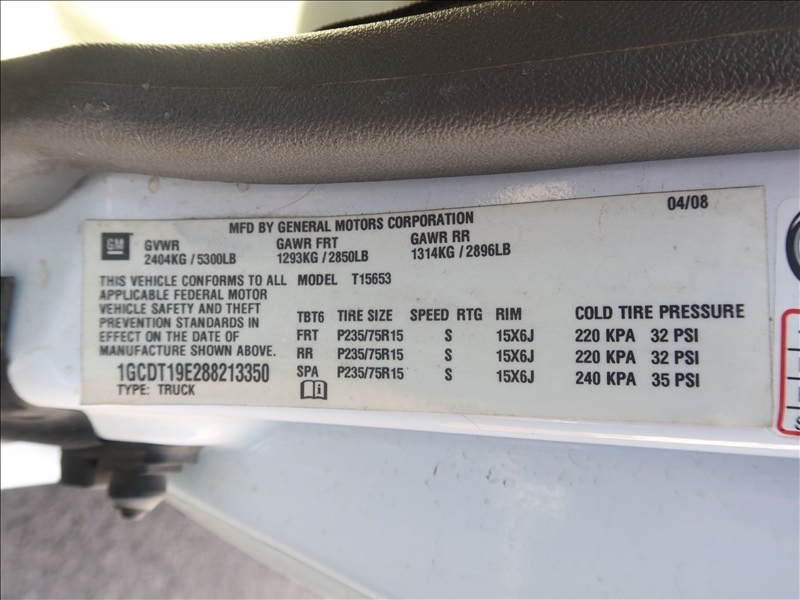 MFD BY GENERAL MOTORS CORPORATION 04/08
GM
GVWR GAWR FRT GAWR RR
2404KG / 5300LB 1293KG / 2850LB 1314KG / 2896LB
THIS VEHICLE CONFORMS TO ALL MODEL T15653
APPLICABLE FEDERAL MOTOR
VEHICLE SAFETY AND THEFT
PREVENTION STANDARDS IN
EFFECT ON THE DATE OF
MANUFACTURE SHOWN ABOVE.
1GCDT19E288213350
TYPE: TRUCK
TBT6 TIRE SIZE SPEED RTG RIM COLD TIRE PRESSURE
FRT P235/75R15 S 15X6J 220 KPA 32 PSI
RR P235/75R15 S 15X6J 220 KPA 32 PSI
SPA P235/75R15 S 15X6J 240 KPA 35 PSI